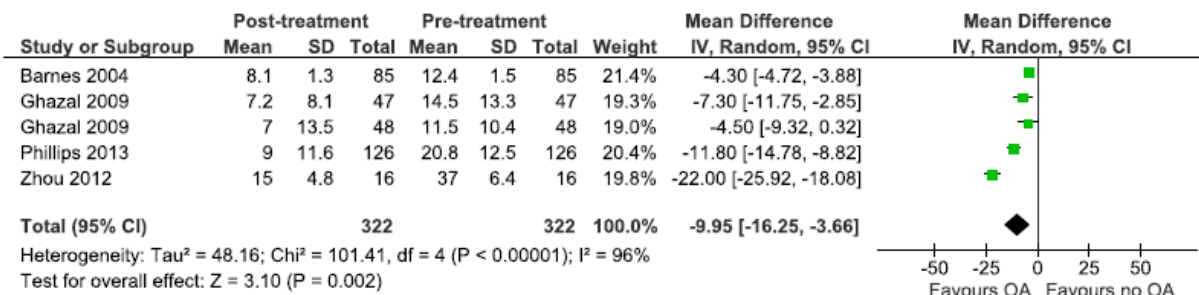 Post-treatment Pre-treatment Mean Difference Mean Difference
Study or Subgroup Mean SD Total Mean SD Total Weight IV, Random, 95% CI IV, Random, 95% CI
Barnes 2004 8.1 1.3 85 12.4 1.5 85 21.4% -4.30 [-4.72, -3.88]
Ghazal 2009 7.2 8.1 47 14.5 13.3 47 19.3% -7.30 [-11.75, -2.85]
Ghazal 2009 7 13.5 48 11.5 10.4 48 19.0% -4.50 [-9.32, 0.32]
Phillips 2013 9 11.6 126 20.8 12.5 126 20.4% -11.80 [-14.78, -8.82]
Zhou 2012 15 4.8 16 37 6.4 16 19.8% -22.00 [-25.92, -18.08]
Total (95% CI) 322 322 100.0% -9.95 [-16.25, -3.66]
Heterogeneity: Tau² = 48.16; Chi² = 101.41, df = 4 (P < 0.00001); I² = 96%
Test for overall effect: Z = 3.10 (P = 0.002)
-50 -25 0 25 50
Favours OA Favours no OA